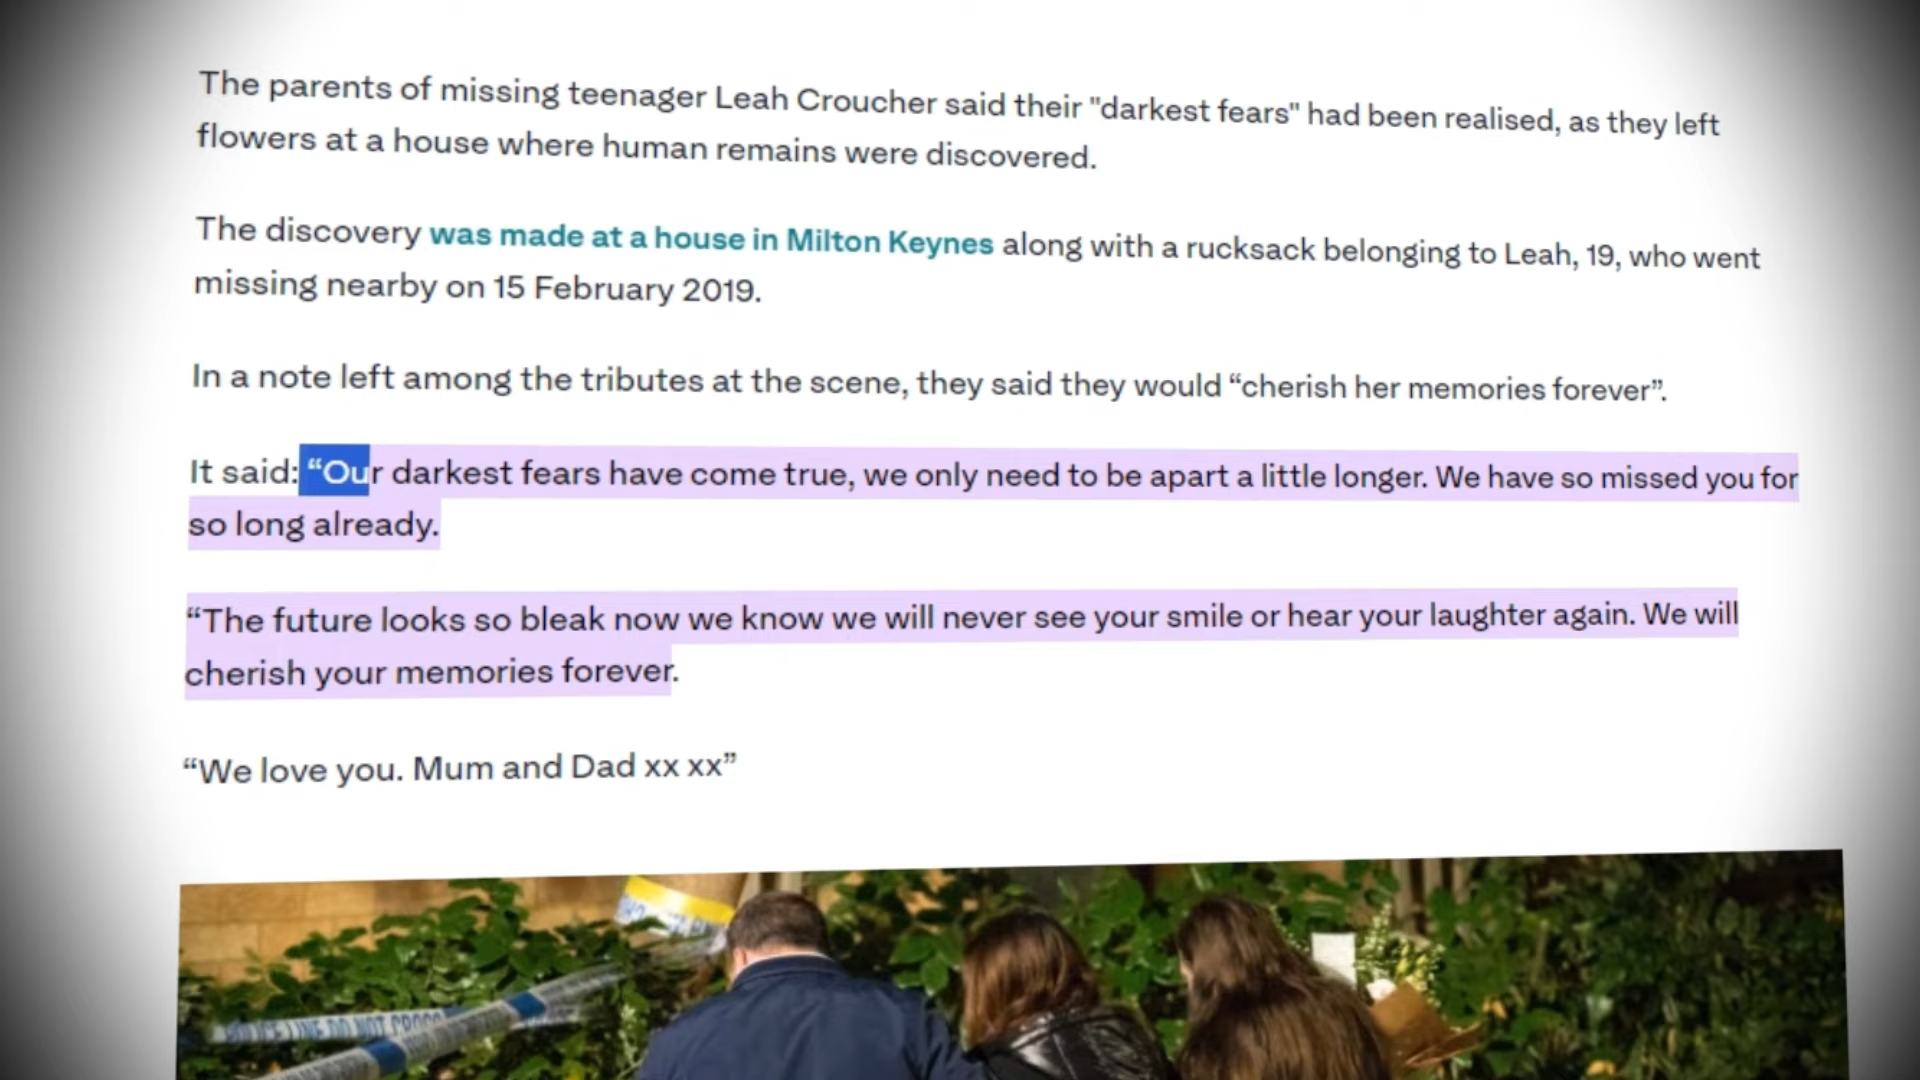 The parents of missing teenager Leah Croucher said their "darkest fears" had been realised, as they left
flowers at a house where human remains were discovered.
The discovery was made at a house in Milton Keynes along with a rucksack belonging to Leah, 19, who went
missing nearby on 15 February 2019.
In a note left among the tributes at the scene, they said they would “cherish her memories forever”.
It said: “Our darkest fears have come true, we only need to be apart a little longer. We have so missed you for
so long already.
“The future looks so bleak now we know we will never see your smile or hear your laughter again. We will
cherish your memories forever.
“We love you. Mum and Dad xx xx”
POLICE LINE DO NOT CROSS